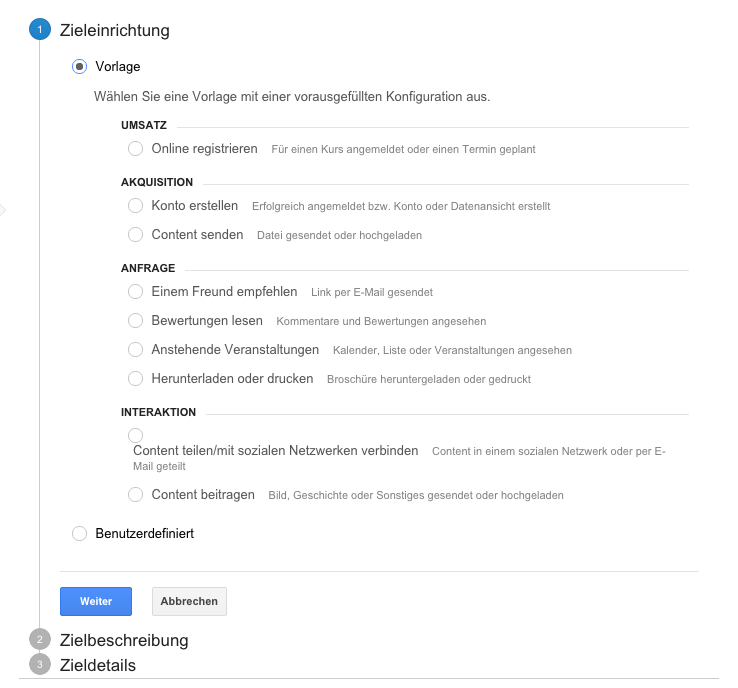 1 Zieleinrichtung
Vorlage
Wählen Sie eine Vorlage mit einer vorausgefüllten Konfiguration aus.
UMSATZ
Online registrieren Für einen Kurs angemeldet oder einen Termin geplant
AKQUISITION
Konto erstellen Erfolgreich angemeldet bzw. Konto oder Datenansicht erstellt
Content senden Datei gesendet oder hochgeladen
ANFRAGE
Einem Freund empfehlen Link per E-Mail gesendet
Bewertungen lesen Kommentare und Bewertungen angesehen
Anstehende Veranstaltungen Kalender, Liste oder Veranstaltungen angesehen
Herunterladen oder drucken Broschüre heruntergeladen oder gedruckt
INTERAKTION
Content teilen/mit sozialen Netzwerken verbinden Content in einem sozialen Netzwerk oder per E-
Mail geteilt
Content beitragen Bild, Geschichte oder Sonstiges gesendet oder hochgeladen
Benutzerdefiniert
Weiter Abbrechen
2 Zielbeschreibung
3 Zieldetails